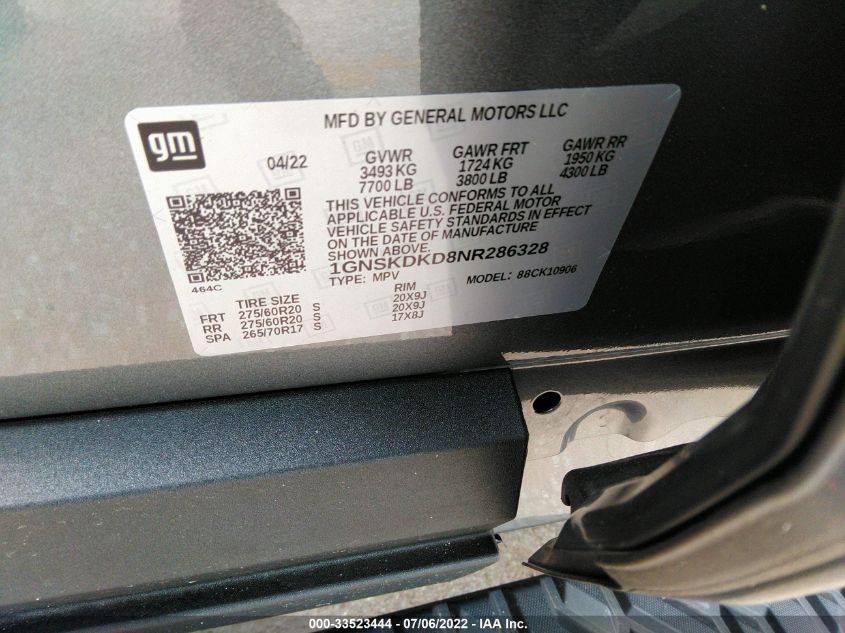 gm
MFD BY GENERAL MOTORS LLC
04/22
GVWR
3493 KG
7700 LB
GAWR FRT
1724 KG
3800 LB
GAWR RR
1950 KG
4300 LB
THIS VEHICLE CONFORMS TO ALL
APPLICABLE U.S. FEDERAL MOTOR
VEHICLE SAFETY STANDARDS IN EFFECT
ON THE DATE OF MANUFACTURE
SHOWN ABOVE.
1GNSKDKD8NR286328
TYPE: MPV
MODEL: 88CK10906
464C
TIRE SIZE
RIM
FRT 275/60R20 S 20X9J
RR 275/60R20 S 20X9J
SPA 265/70R17 S 17X8J
000-33523444 - 07/06/2022 - IAA Inc.